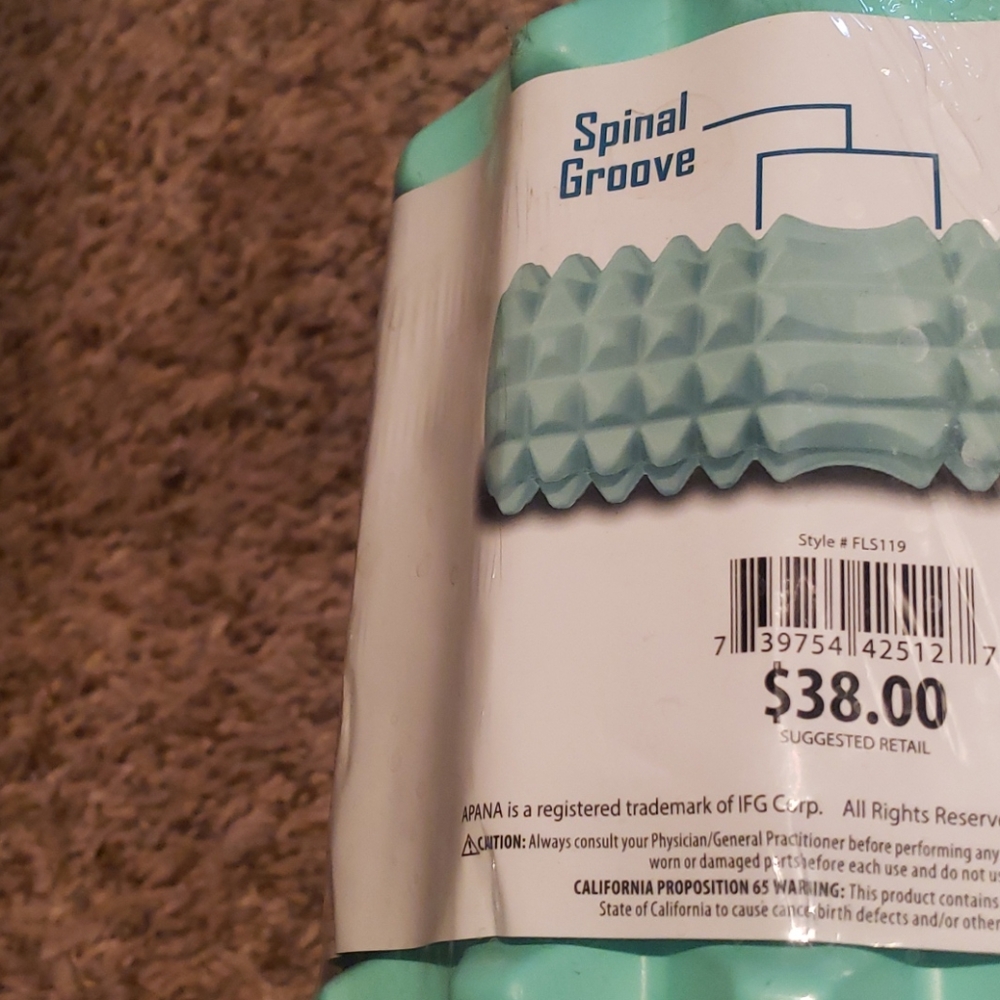 Spinal
Groove
Style # FLS119
7 39754 42512 7
$38.00
SUGGESTED RETAIL
APANA is a registered trademark of IFG Corp. All Rights Reserve
CAUTION: Always consult your Physician/General Practitioner before performing any
worn or damaged parts before each use and do not us
CALIFORNIA PROPOSITION 65 WARNING: This product contains
State of California to cause cancer birth defects and/or other